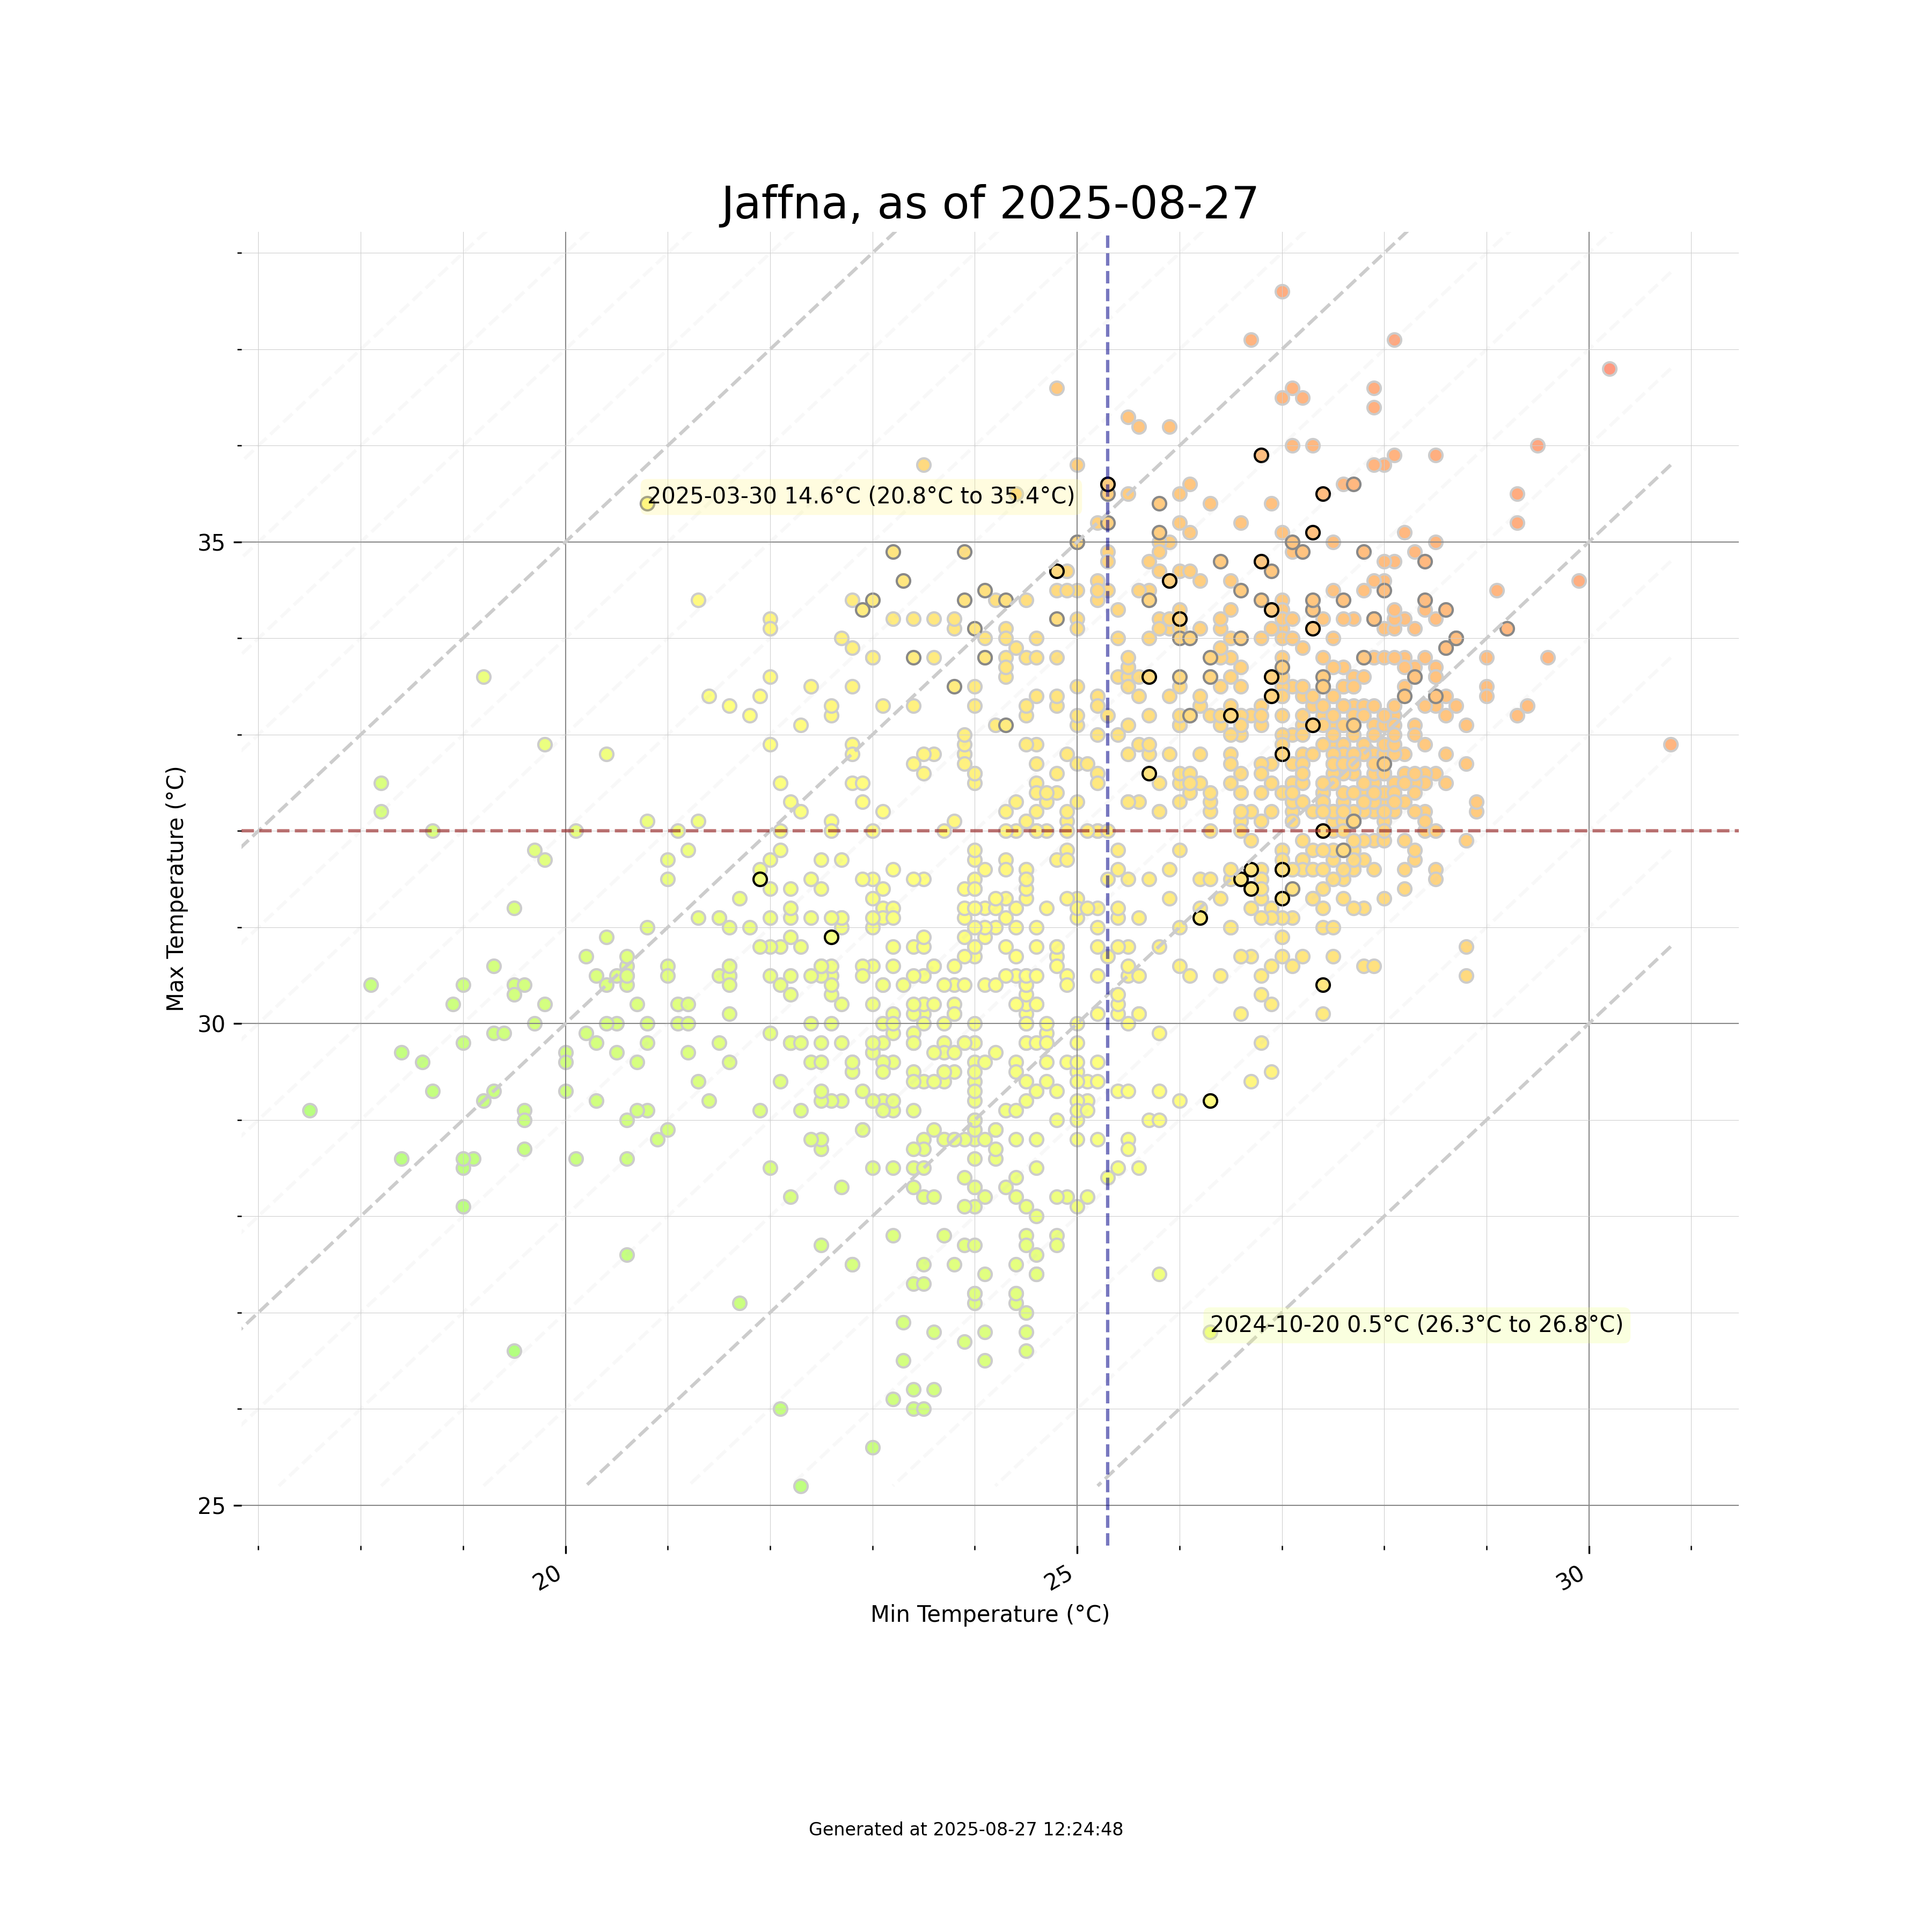 Jaffna, as of 2025-08-27
2025-03-30 14.6°C (20.8°C to 35.4°C)
35
Max Temperature (°C)
30
2024-10-20 0.5°C (26.3°C to 26.8°C)
25
20
25
30
Min Temperature (°C)
Generated at 2025-08-27 12:24:48